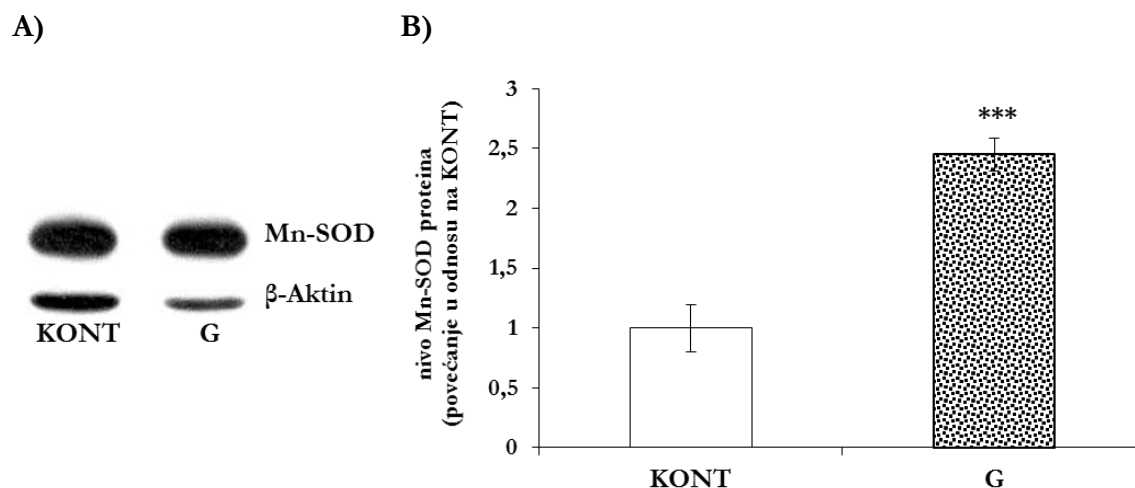 A)
Mn-SOD
β-Aktin
KONT G
B)
nivo Mn-SOD proteina
(povećanje u odnosu na KONT)
3
2,5
2
1,5
1
0,5
0
***
KONT G